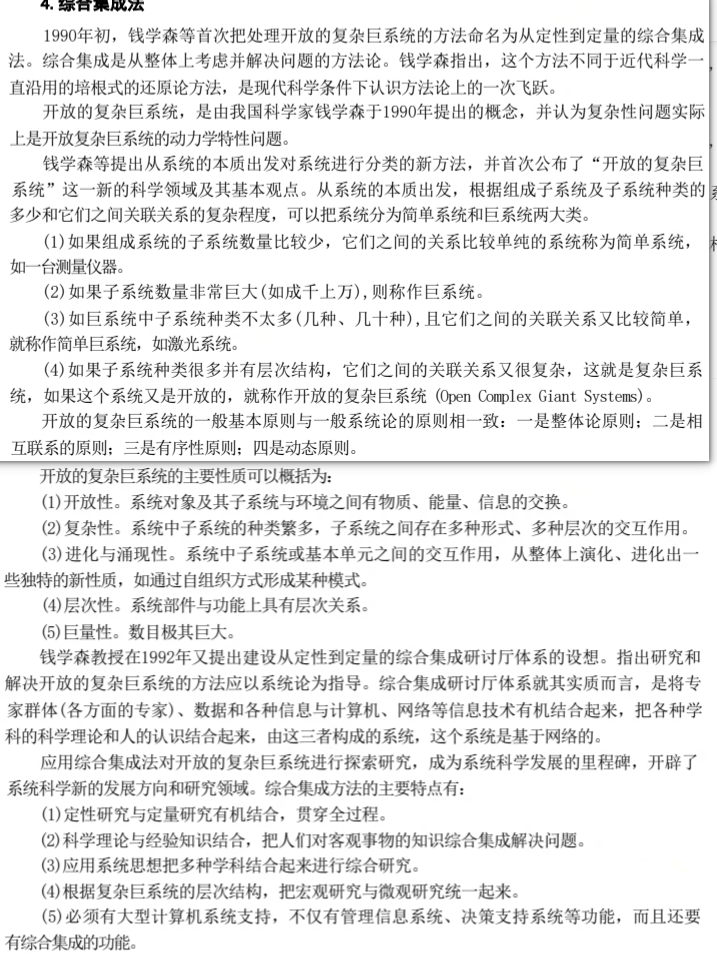 4. 综合集成法
1990年初，钱学森等首次把处理开放的复杂巨系统的方法命名为从定性到定量的综合集成
法。综合集成是从整体上考虑并解决问题的方法论。钱学森指出，这个方法不同于近代科学一
直沿用的培根式的还原论方法，是现代科学条件下认识方法论上的一次飞跃。
开放的复杂巨系统，是由我国科学家钱学森于1990年提出的概念，并认为复杂性问题实际
上是开放复杂巨系统的动力学特性问题。
钱学森等提出从系统的本质出发对系统进行分类的新方法，并首次公布了“开放的复杂巨
系统”这一新的科学领域及其基本观点。从系统的本质出发，根据组成子系统及子系统种类的
多少和它们之间关联关系的复杂程度，可以把系统分为简单系统和巨系统两大类。
(1)如果组成系统的子系统数量比较少，它们之间的关系比较单纯的系统称为简单系统，
如一台测量仪器。
(2)如果子系统数量非常巨大(如成千上万),则称作巨系统。
(3)如巨系统中子系统种类不太多(几种、几十种),且它们之间的关联关系又比较简单，
就称作简单巨系统，如激光系统。
(4)如果子系统种类很多并有层次结构，它们之间的关联关系又很复杂，这就是复杂巨系
统，如果这个系统又是开放的，就称作开放的复杂巨系统 (Open Complex Giant Systems)。
开放的复杂巨系统的一般基本原则与一般系统论的原则相一致：一是整体论原则；二是相
互联系的原则；三是有序性原则；四是动态原则。
开放的复杂巨系统的主要性质可以概括为：
(1)开放性。系统对象及其子系统与环境之间有物质、能量、信息的交换。
(2)复杂性。系统中子系统的种类繁多，子系统之间存在多种形式、多种层次的交互作用。
(3)进化与涌现性。系统中子系统或基本单元之间的交互作用，从整体上演化、进化出一
些独特的新性质，如通过自组织方式形成某种模式。
(4)层次性。系统部件与功能上具有层次关系。
(5)巨量性。数目极其巨大。
钱学森教授在1992年又提出建设从定性到定量的综合集成研讨厅体系的设想。指出研究和
解决开放的复杂巨系统的方法应以系统论为指导。综合集成研讨厅体系就其实质而言，是将专
家群体(各方面的专家)、数据和各种信息与计算机、网络等信息技术有机结合起来，把各种学
科的科学理论和人的认识结合起来，由这三者构成的系统，这个系统是基于网络的。
应用综合集成法对开放的复杂巨系统进行探索研究，成为系统科学发展的里程碑，开辟了
系统科学新的发展方向和研究领域。综合集成方法的主要特点有：
(1)定性研究与定量研究有机结合，贯穿全过程。
(2)科学理论与经验知识结合，把人们对客观事物的知识综合集成解决问题。
(3)应用系统思想把多种学科结合起来进行综合研究。
(4)根据复杂巨系统的层次结构，把宏观研究与微观研究统一起来。
(5)必须有大型计算机系统支持，不仅有管理信息系统、决策支持系统等功能，而且还要
有综合集成的功能。